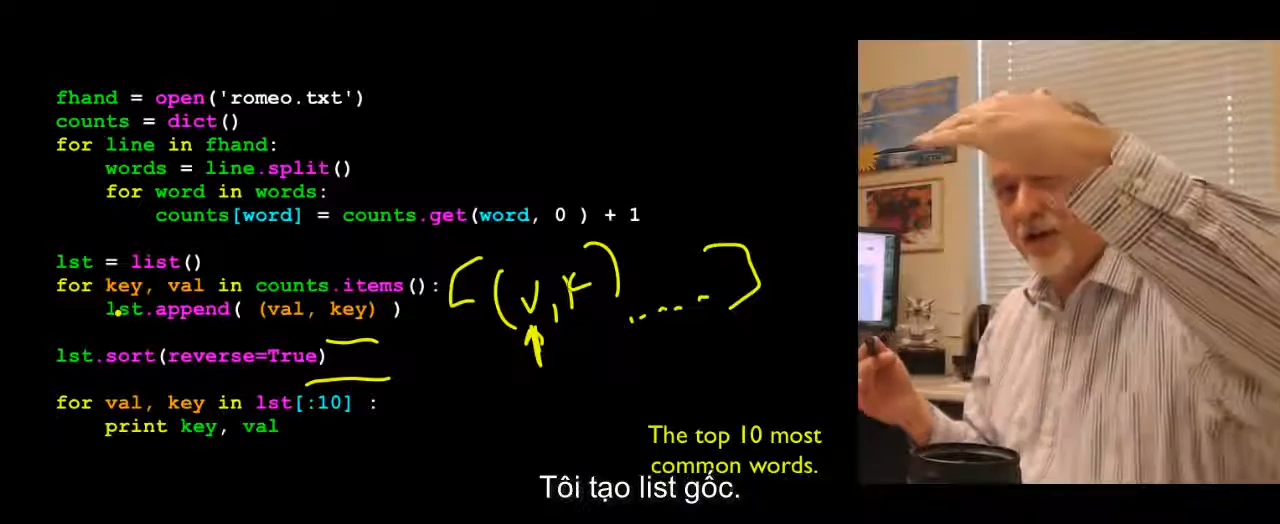 fhand = open('romeo.txt')
counts = dict()
for line in fhand:
    words = line.split()
    for word in words:
        counts[word] = counts.get(word, 0 ) + 1
lst = list()
for key, val in counts.items():
    lst.append( (val, key) )
[(v,k).....]
lst.sort(reverse=True)
for val, key in lst[:10] :
    print key, val
The top 10 most
common words.
Tôi tạo list gốc.